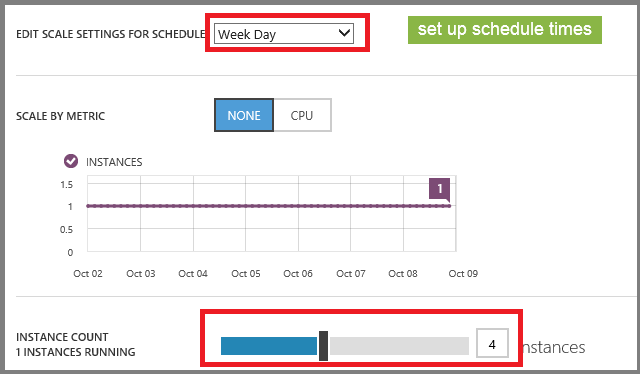 EDIT SCALE SETTINGS FOR SCHEDULE Week Day set up schedule times
SCALE BY METRIC NONE CPU
INSTANCES
1.5
1
1
0.5
0
Oct 02 Oct 03 Oct 04 Oct 05 Oct 06 Oct 07 Oct 08 Oct 09
INSTANCE COUNT
1 INSTANCES RUNNING
4 nstances